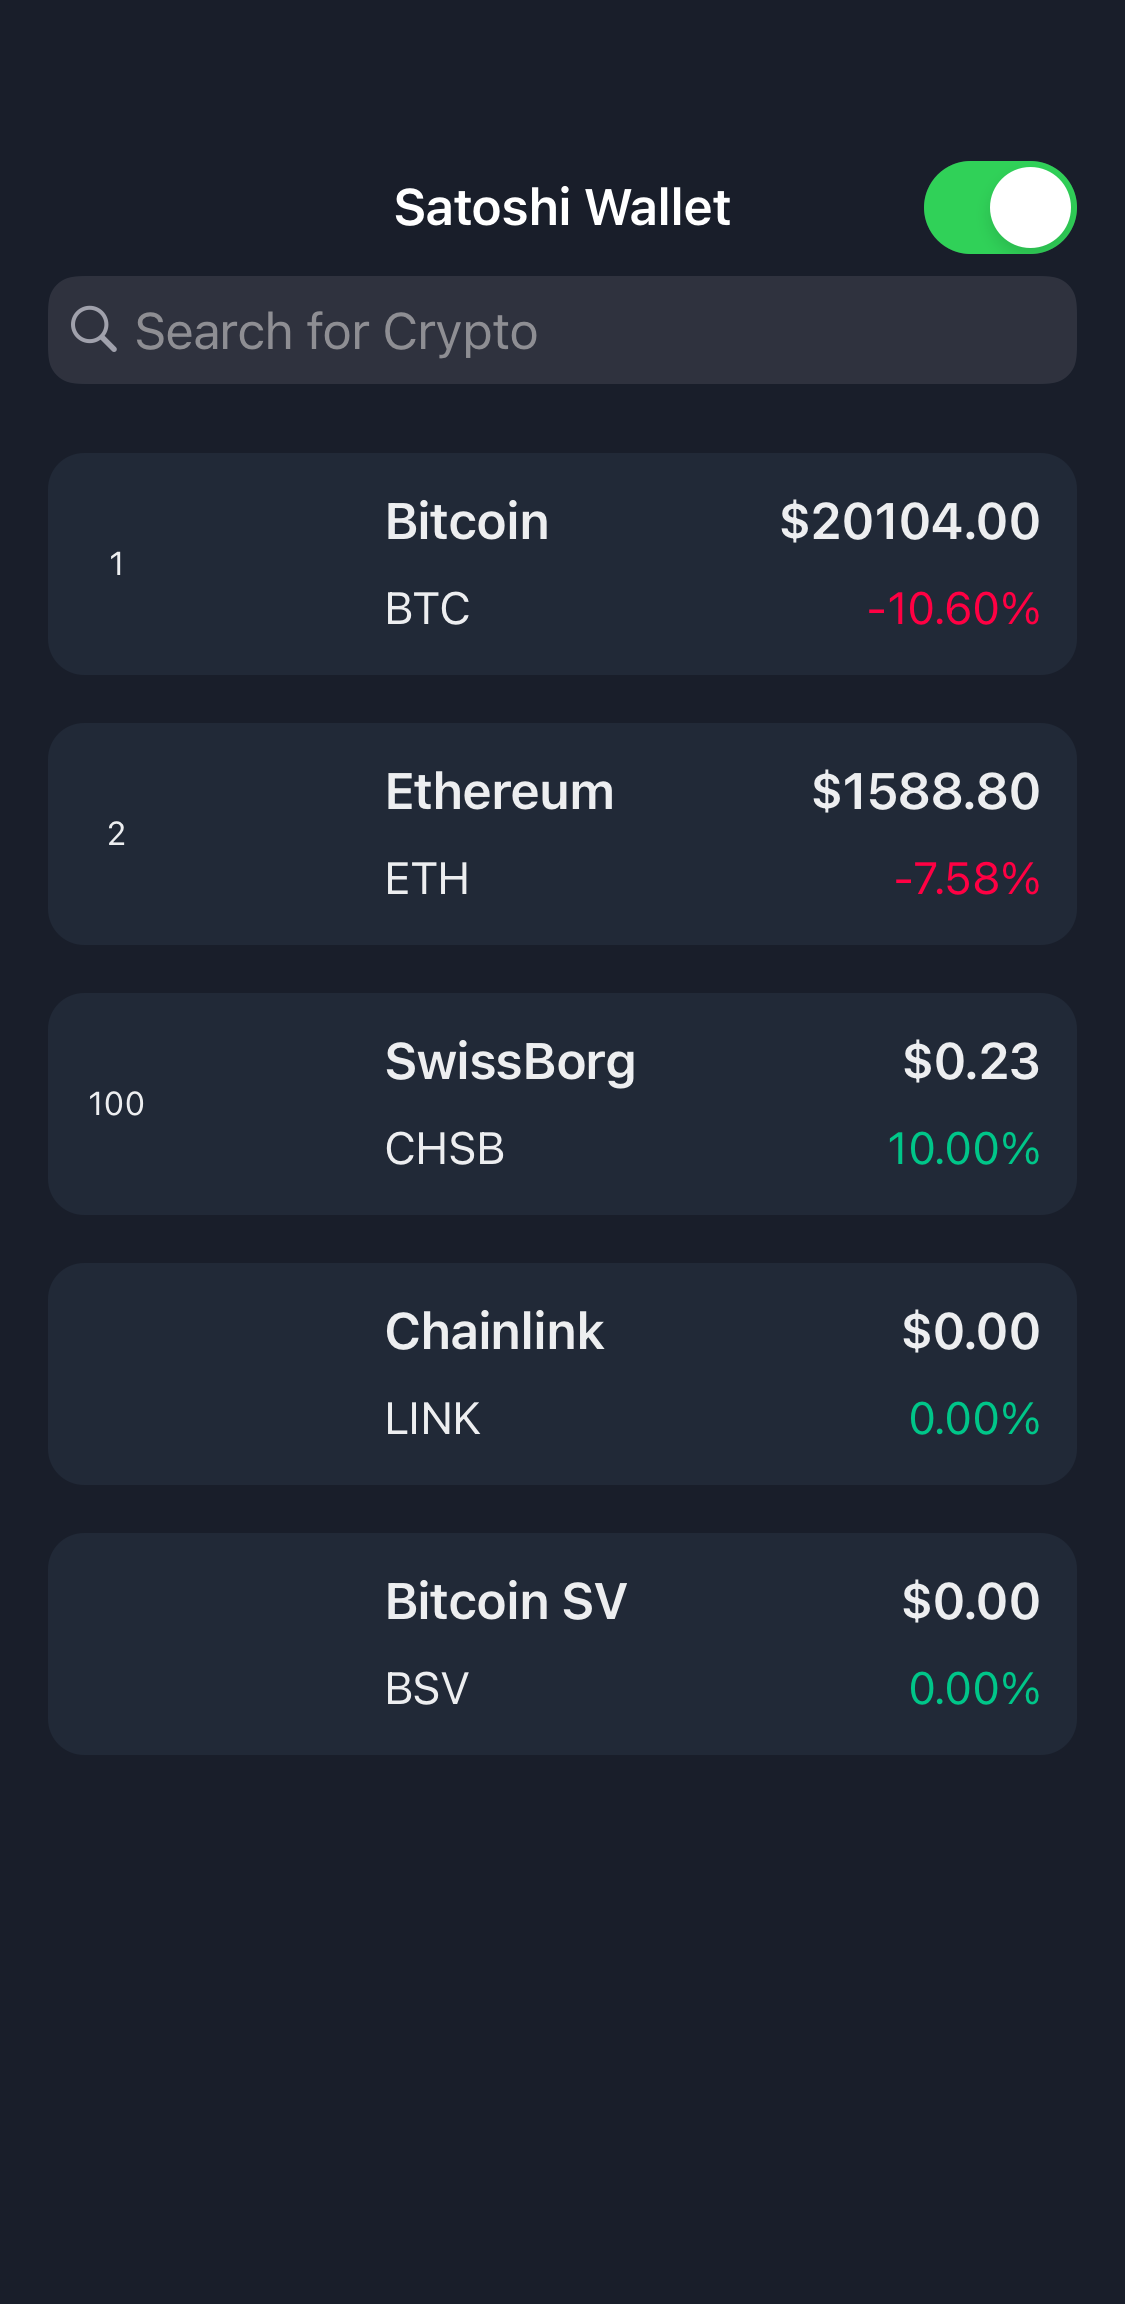 Satoshi Wallet
Search for Crypto
1
Bitcoin
$20104.00
BTC
-10.60%
2
Ethereum
$1588.80
ETH
-7.58%
100
SwissBorg
$0.23
CHSB
10.00%
Chainlink
$0.00
LINK
0.00%
Bitcoin SV
$0.00
BSV
0.00%